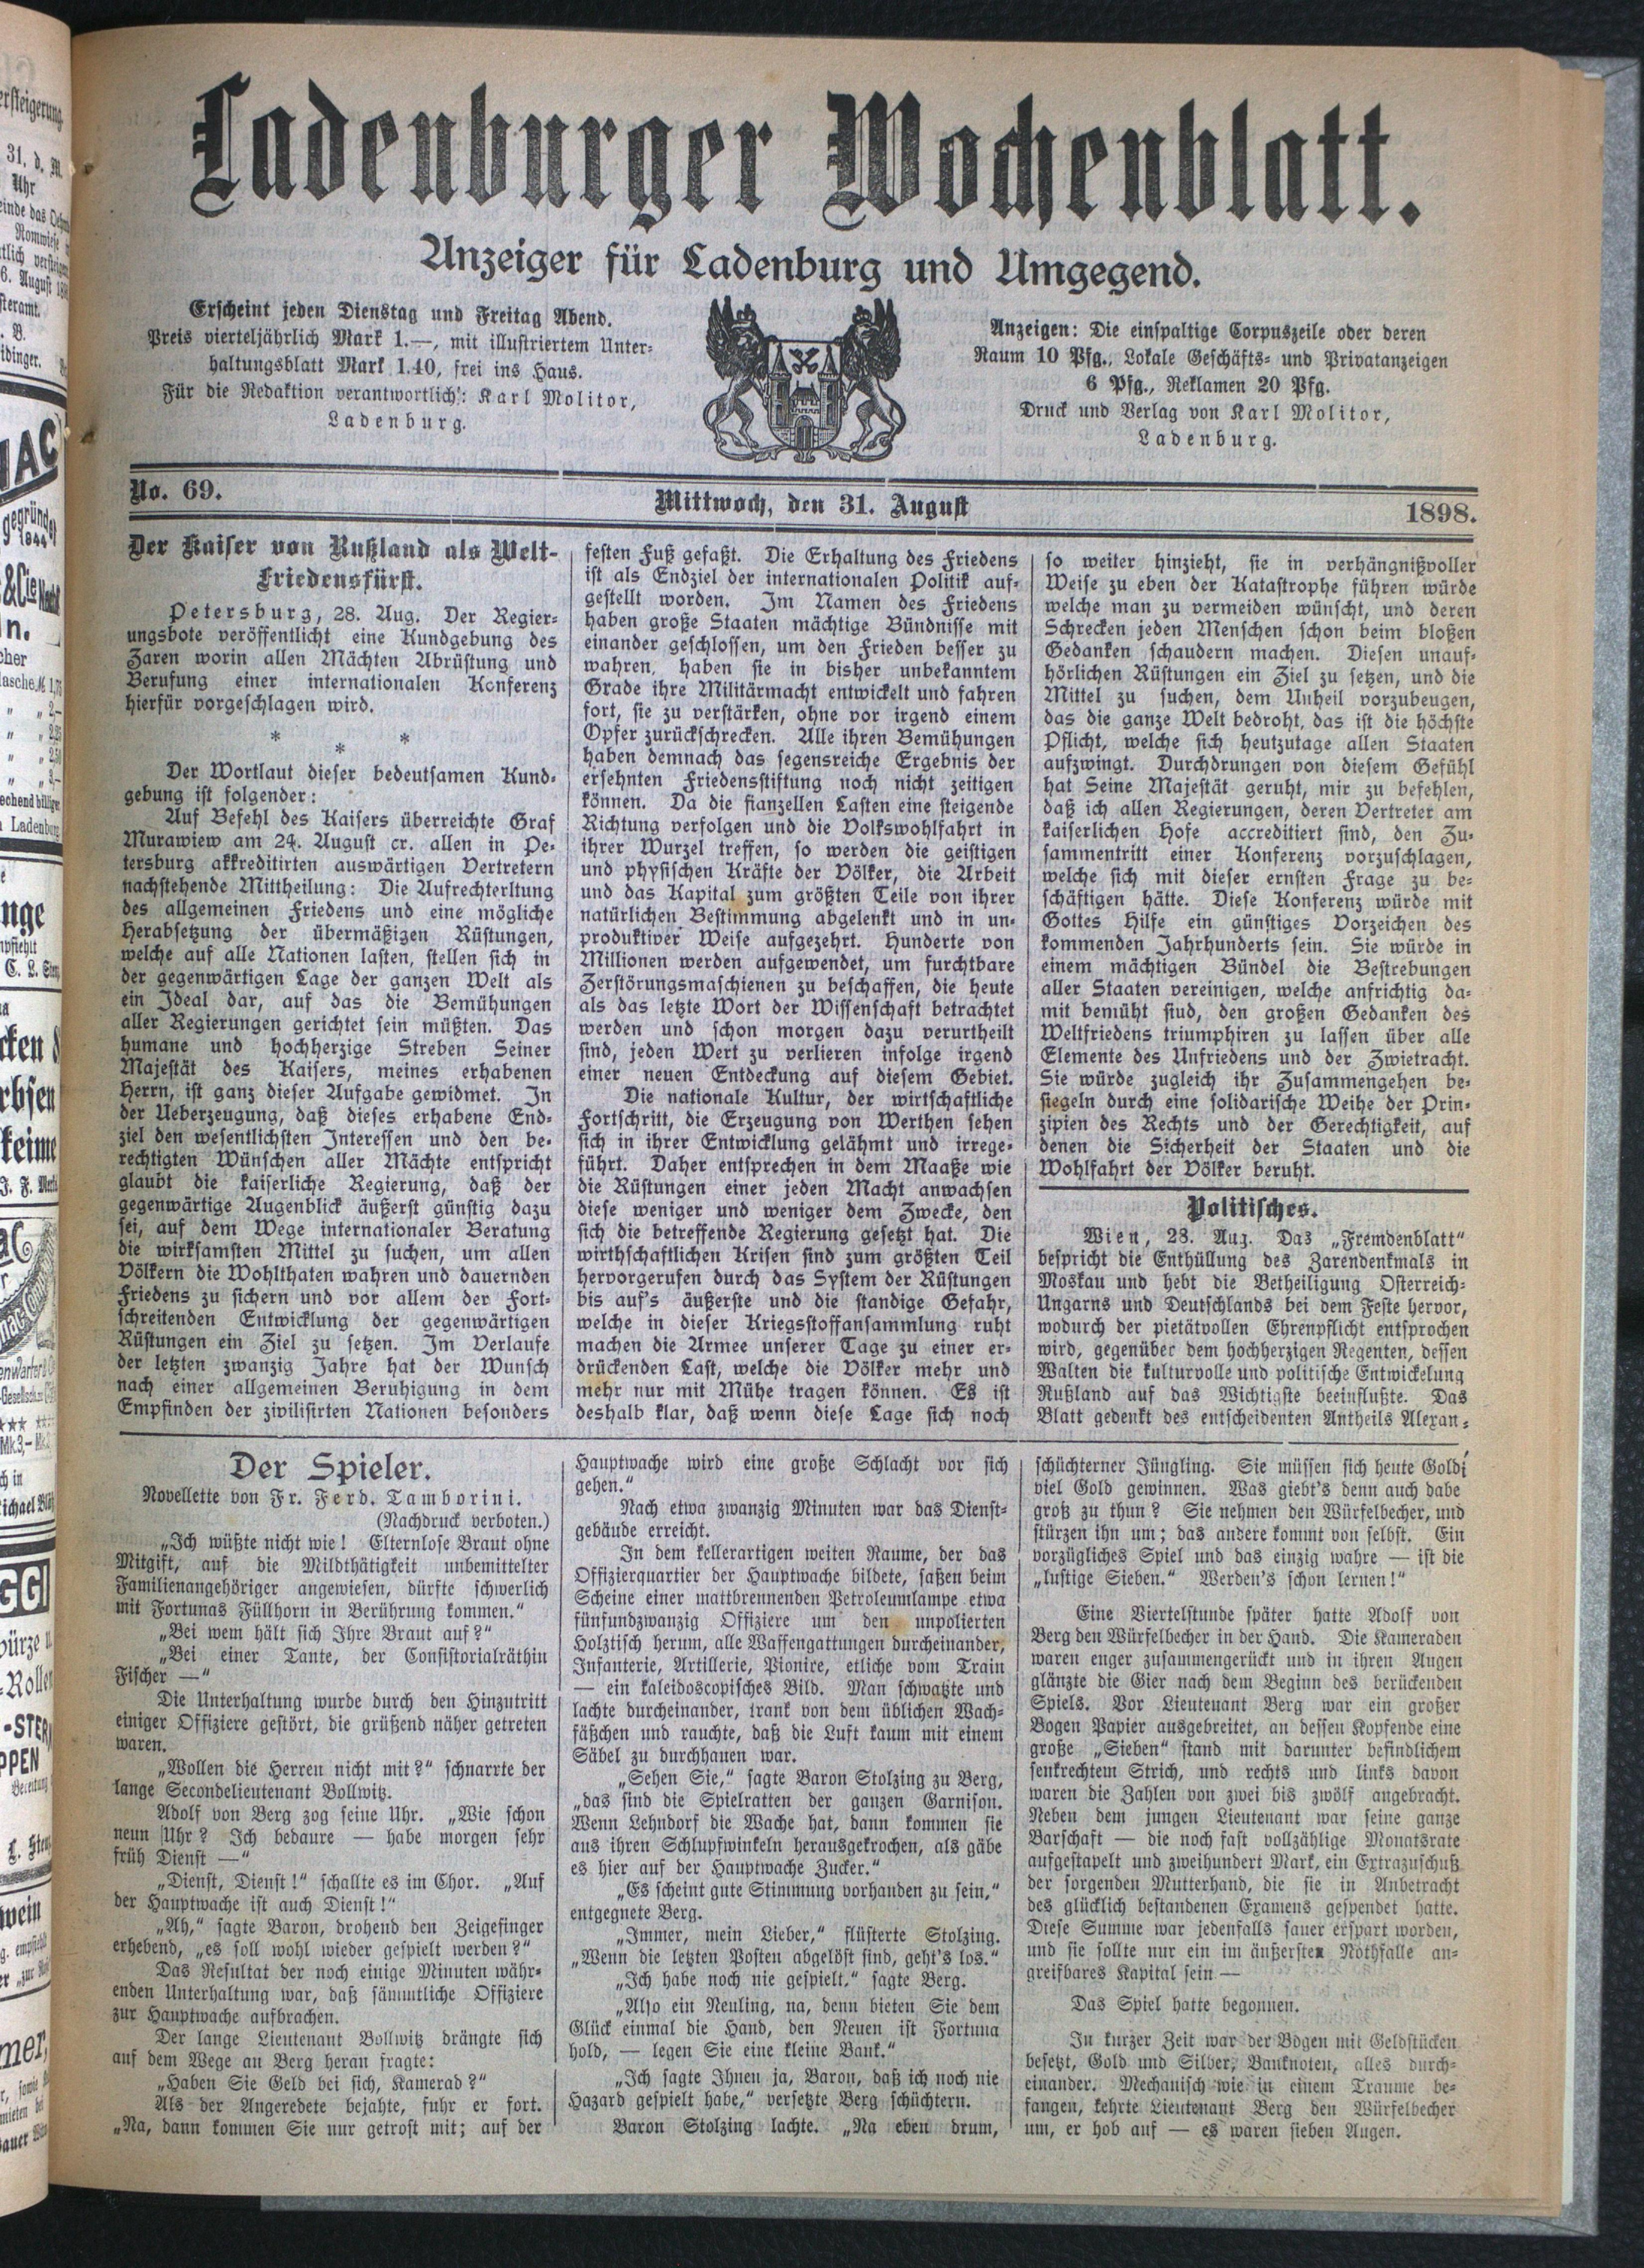 Ladenburger Wochenblatt.
Anzeiger für Ladenburg und Umgegend.
Erscheint jeden Dienstag und Freitag Abend.
Preis vierteljährlich Mark 1.—, mit illustriertem Unter-
haltungsblatt Mark 1.40, frei ins Haus.
Für die Redaktion verantwortlich: Karl Molitor,
Ladenburg.
Anzeigen: Die einspaltige Corpuszeile oder deren
Raum 10 Pfg., Lokale Geschäfts- und Privatanzeigen
6 Pfg., Reklamen 20 Pfg.
Druck und Verlag von Karl Molitor,
Ladenburg.
No. 69.
Mittwoch, den 31. August
1898.
Der Kaiser von Rußland als Welt-
Friedensfürst.
Petersburg, 28. Aug. Der Regier-
ungsbote veröffentlicht eine Kundgebung des
Zaren worin allen Mächten Abrüstung und
Berufung einer internationalen Konferenz
hierfür vorgeschlagen wird.
* * *
Der Wortlaut dieser bedeutsamen Kund-
gebung ist folgender:
Auf Befehl des Kaisers überreichte Graf
Murawiew am 24. August cr. allen in Pe-
tersburg akkreditirten auswärtigen Vertretern
nachstehende Mittheilung: Die Aufrechterltung
des allgemeinen Friedens und eine mögliche
Herabsetzung der übermäßigen Rüstungen,
welche auf alle Nationen lasten, stellen sich in
der gegenwärtigen Lage der ganzen Welt als
ein Ideal dar, auf das die Bemühungen
aller Regierungen gerichtet sein müßten. Das
humane und hochherzige Streben Seiner
Majestät des Kaisers, meines erhabenen
Herrn, ist ganz dieser Aufgabe gewidmet. In
der Ueberzeugung, daß dieses erhabene End-
ziel den wesentlichsten Interessen und den be-
rechtigten Wünschen aller Mächte entspricht
glaubt die kaiserliche Regierung, daß der
gegenwärtige Augenblick äußerst günstig dazu
sei, auf dem Wege internationaler Beratung
die wirksamsten Mittel zu suchen, um allen
Völkern die Wohlthaten wahren und dauernden
Friedens zu sichern und vor allem der fort-
schreitenden Entwicklung der gegenwärtigen
Rüstungen ein Ziel zu setzen. Im Verlaufe
der letzten zwanzig Jahre hat der Wunsch
nach einer allgemeinen Beruhigung in dem
Empfinden der zivilisirten Nationen besonders
festen Fuß gefaßt. Die Erhaltung des Friedens
ist als Endziel der internationalen Politik auf-
gestellt worden. Im Namen des Friedens
haben große Staaten mächtige Bündnisse mit
einander geschlossen, um den Frieden besser zu
wahren, haben sie in bisher unbekanntem
Grade ihre Militärmacht entwickelt und fahren
fort, sie zu verstärken, ohne vor irgend einem
Opfer zurückschrecken. Alle ihren Bemühungen
haben demnach das segensreiche Ergebnis der
ersehnten Friedensstiftung noch nicht zeitigen
können. Da die fianzellen Lasten eine steigende
Richtung verfolgen und die Volkswohlfahrt in
ihrer Wurzel treffen, so werden die geistigen
und physischen Kräfte der Völker, die Arbeit
und das Kapital zum größten Teile von ihrer
natürlichen Bestimmung abgelenkt und in un-
produktiver Weise aufgezehrt. Hunderte von
Millionen werden aufgewendet, um furchtbare
Zerstörungsmaschienen zu beschaffen, die heute
als das letzte Wort der Wissenschaft betrachtet
werden und schon morgen dazu verurtheilt
sind, jeden Wert zu verlieren infolge irgend
einer neuen Entdeckung auf diesem Gebiet.
Die nationale Kultur, der wirtschaftliche
Fortschritt, die Erzeugung von Werthen sehen
sich in ihrer Entwicklung gelähmt und irrege-
führt. Daher entsprechen in dem Maaße wie
die Rüstungen einer jeden Macht anwachsen
diese weniger und weniger dem Zwecke, den
sich die betreffende Regierung gesetzt hat. Die
wirthschaftlichen Krisen sind zum größten Teil
hervorgerufen durch das System der Rüstungen
bis auf's äußerste und die standige Gefahr,
welche in dieser Kriegsstoffansammlung ruht
machen die Armee unserer Tage zu einer er-
drückenden Last, welche die Völker mehr und
mehr nur mit Mühe tragen können. Es ist
deshalb klar, daß wenn diese Lage sich noch
so weiter hinzieht, sie in verhängnißvoller
Weise zu eben der Katastrophe führen würde
welche man zu vermeiden wünscht, und deren
Schrecken jeden Menschen schon beim bloßen
Gedanken schaudern machen. Diesen unauf-
hörlichen Rüstungen ein Ziel zu setzen, und die
Mittel zu suchen, dem Unheil vorzubeugen,
das die ganze Welt bedroht, das ist die höchste
Pflicht, welche sich heutzutage allen Staaten
aufzwingt. Durchdrungen von diesem Gefühl
hat Seine Majestät geruht, mir zu befehlen,
daß ich allen Regierungen, deren Vertreter am
kaiserlichen Hofe accreditiert sind, den Zu-
sammentritt einer Konferenz vorzuschlagen,
welche sich mit dieser ernsten Frage zu be-
schäftigen hätte. Diese Konferenz würde mit
Gottes Hilfe ein günstiges Vorzeichen des
kommenden Jahrhunderts sein. Sie würde in
einem mächtigen Bündel die Bestrebungen
aller Staaten vereinigen, welche anfrichtig da-
mit bemüht sind, den großen Gedanken des
Weltfriedens triumphiren zu lassen über alle
Elemente des Unfriedens und der Zwietracht.
Sie würde zugleich ihr Zusammengehen be-
siegeln durch eine solidarische Weihe der Prin-
zipien des Rechts und der Gerechtigkeit, auf
denen die Sicherheit der Staaten und die
Wohlfahrt der Völker beruht.
Politisches.
Wien, 28. Aug. Das „Fremdenblatt“
bespricht die Enthüllung des Zarendenkmals in
Moskau und hebt die Betheiligung Österreich-
Ungarns und Deutschlands bei dem Feste hervor,
wodurch der pietätvollen Ehrenpflicht entsprochen
wird, gegenüber dem hochherzigen Regenten, dessen
Walten die kulturvolle und politische Entwickelung
Rußland auf das Wichtigste beeinflußte. Das
Blatt gedenkt des entscheidenten Antheils Alexan-
Der Spieler.
Novellette von Fr. Ferd. Tamborini.
(Nachdruck verboten.)
„Ich wüßte nicht wie! Elternlose Braut ohne
Mitgift, auf die Mildthätigkeit unbemittelter
Familienangehöriger angewiesen, dürfte schwerlich
mit Fortunas Füllhorn in Berührung kommen.“
„Bei wem hält sich Ihre Braut auf?“
„Bei einer Tante, der Consistorialräthin
Fischer —“
Die Unterhaltung wurde durch den Hinzutritt
einiger Offiziere gestört, die grüßend näher getreten
waren.
„Wollen die Herren nicht mit?“ schnarrte der
lange Secondelieutenant Bollwitz.
Adolf von Berg zog seine Uhr. „Wie schon
neun Uhr? Ich bedaure — habe morgen sehr
früh Dienst —“
„Dienst, Dienst!“ schallte es im Chor. „Auf
der Hauptwache ist auch Dienst!“
„Ah,“ sagte Baron, drohend den Zeigefinger
erhebend, „es soll wohl wieder gespielt werden?“
Das Resultat der noch einige Minuten währ-
enden Unterhaltung war, daß sämmtliche Offiziere
zur Hauptwache aufbrachen.
Der lange Lieutenant Bollwitz drängte sich
auf dem Wege an Berg heran fragte:
„Haben Sie Geld bei sich, Kamerad?“
Als der Angeredete bejahte, fuhr er fort.
„Na, dann kommen Sie nur getrost mit; auf der
Hauptwache wird eine große Schlacht vor sich
gehen.“
Nach etwa zwanzig Minuten war das Dienst-
gebäude erreicht.
In dem kellerartigen weiten Raume, der das
Offizierquartier der Hauptwache bildete, saßen beim
Scheine einer mattbrennenden Petroleumlampe etwa
fünfundzwanzig Offiziere um den unpolierten
Holztisch herum, alle Waffengattungen durcheinander,
Infanterie, Artillerie, Pionire, etliche vom Train
— ein kaleidoscopisches Bild. Man schwatzte und
lachte durcheinander, trank von dem üblichen Wach-
fäßchen und rauchte, daß die Luft kaum mit einem
Säbel zu durchhauen war.
„Sehen Sie,“ sagte Baron Stolzing zu Berg,
„das sind die Spielratten der ganzen Garnison.
Wenn Lehndorf die Wache hat, dann kommen sie
aus ihren Schlupfwinkeln herausgekrochen, als gäbe
es hier auf der Hauptwache Zucker.“
„Es scheint gute Stimmung vorhanden zu sein,“
entgegnete Berg.
„Immer, mein Lieber,“ flüsterte Stolzing.
„Wenn die letzten Posten abgelöst sind, geht's los.“
„Ich habe noch nie gespielt,“ sagte Berg.
„Also ein Neuling, na, denn bieten Sie dem
Glück einmal die Hand, den Neuen ist Fortuna
hold, — legen Sie eine kleine Bank.“
„Ich sagte Ihnen ja, Baron, daß ich noch nie
Hazard gespielt habe,“ versetzte Berg schüchtern.
Baron Stolzing lachte. „Na eben drum,
schüchterner Jüngling. Sie müssen sich heute Gold,
viel Gold gewinnen. Was giebt's denn auch dabe
groß zu thun? Sie nehmen den Würfelbecher, und
stürzen ihn um; das andere kommt von selbst. Ein
vorzügliches Spiel und das einzig wahre — ist die
„lustige Sieben.“ Werden's schon lernen!“
Eine Viertelstunde später hatte Adolf von
Berg den Würfelbecher in der Hand. Die Kameraden
waren enger zusammengerückt und in ihren Augen
glänzte die Gier nach dem Beginn des berückenden
Spiels. Vor Lieutenant Berg war ein großer
Bogen Papier ausgebreitet, an dessen Kopfende eine
große „Sieben“ stand mit darunter befindlichem
senkrechtem Strich, und rechts und links davon
waren die Zahlen von zwei bis zwölf angebracht.
Neben dem jungen Lieutenant war seine ganze
Barschaft — die noch fast vollzählige Monatsrate
aufgestapelt und zweihundert Mark, ein Extrazuschuß
der sorgenden Mutterhand, die sie in Anbetracht
des glücklich bestandenen Examens gespendet hatte.
Diese Summe war jedenfalls sauer erspart worden,
und sie sollte nur ein im äußersten Nothfalle an-
greifbares Kapital sein —
Das Spiel hatte begonnen.
In kurzer Zeit war der Bogen mit Geldstücken
besetzt, Gold und Silber, Banknoten, alles durch-
einander. Mechanisch wie in einem Traume be-
fangen, kehrte Lieutenant Berg den Würfelbecher
um, er hob auf — es waren sieben Augen.